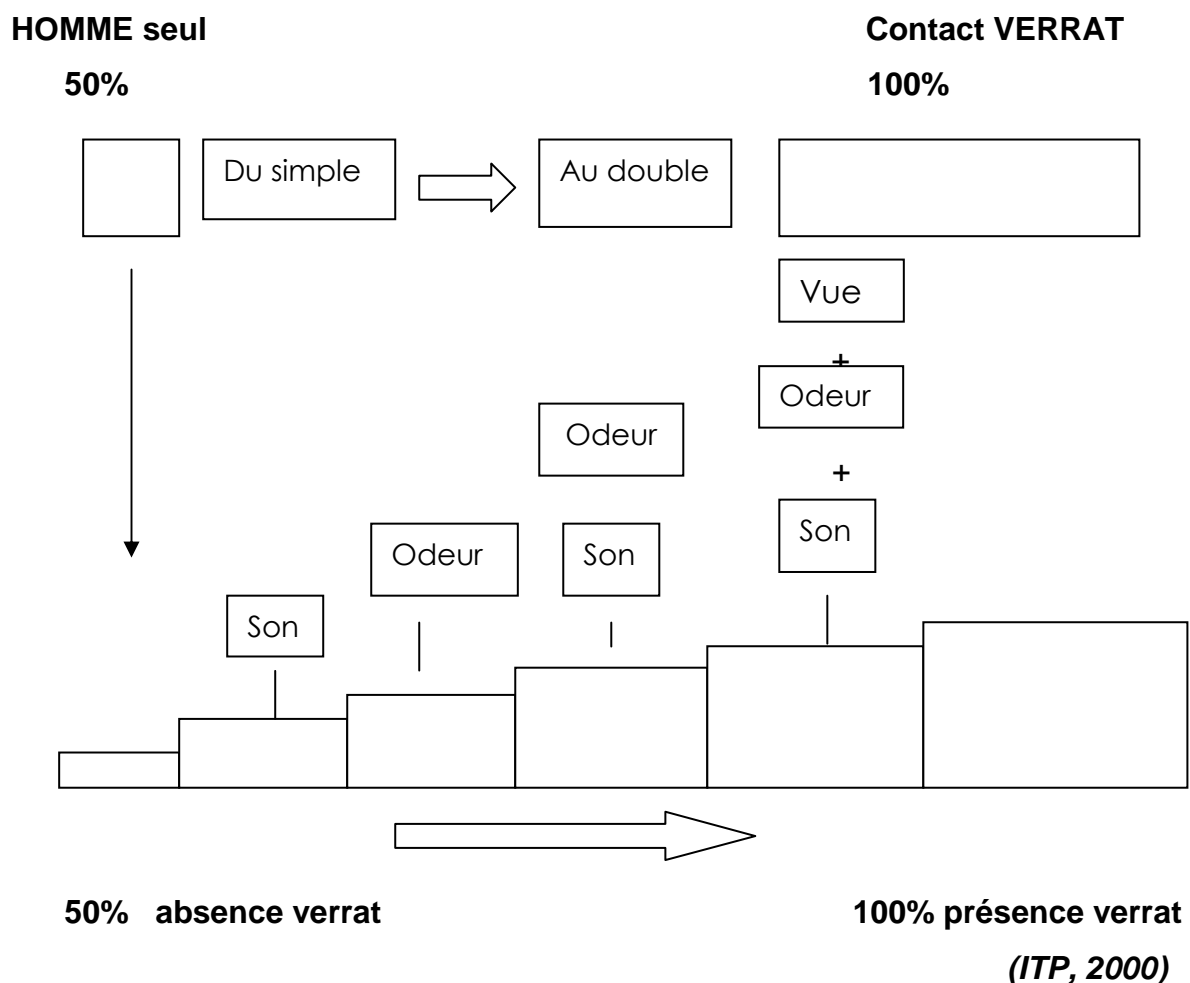 HOMME seul Contact VERRAT
50% 100%
Du simple Au double
Vue
+
Odeur
Odeur
+
Son
Odeur Son
Son
50% absence verrat 100% présence verrat
(ITP, 2000)